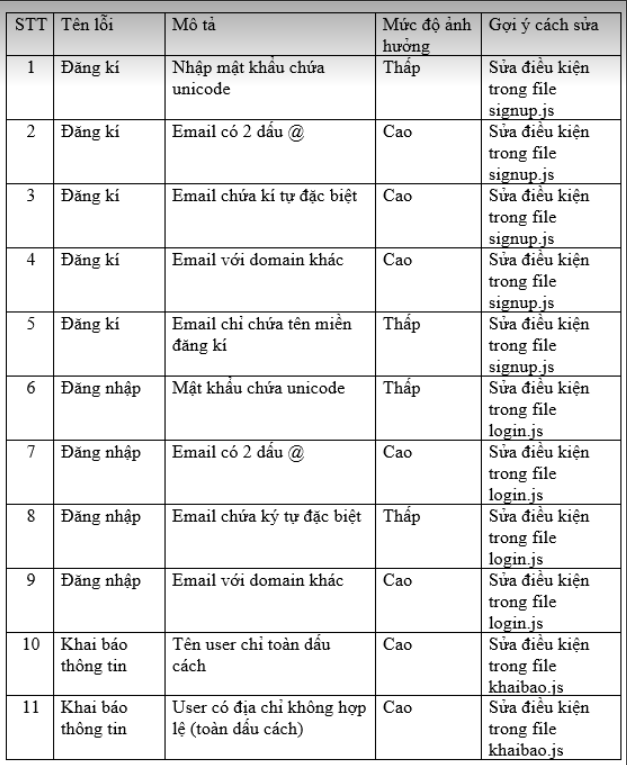 STT Tên lỗi Mô tả Mức độ ảnh Gợi ý cách sửa
hưởng
1 Đăng kí Nhập mật khẩu chứa Thấp Sửa điều kiện
unicode trong file
signup.js
2 Đăng kí Email có 2 dấu @ Cao Sửa điều kiện
trong file
signup.js
3 Đăng kí Email chứa kí tự đặc biệt Cao Sửa điều kiện
trong file
signup.js
4 Đăng kí Email với domain khác Cao Sửa điều kiện
trong file
signup.js
5 Đăng kí Email chỉ chứa tên miền Thấp Sửa điều kiện
đăng kí trong file
signup.js
6 Đăng nhập Mật khẩu chứa unicode Thấp Sửa điều kiện
trong file
login.js
7 Đăng nhập Email có 2 dấu @ Cao Sửa điều kiện
trong file
login.js
8 Đăng nhập Email chứa ký tự đặc biệt Thấp Sửa điều kiện
trong file
login.js
9 Đăng nhập Email với domain khác Cao Sửa điều kiện
trong file
login.js
10 Khai báo Tên user chỉ toàn dấu Cao Sửa điều kiện
thông tin cách trong file
khaibao.js
11 Khai báo User có địa chỉ không hợp Cao Sửa điều kiện
thông tin lệ (toàn dấu cách) trong file
khaibao.js